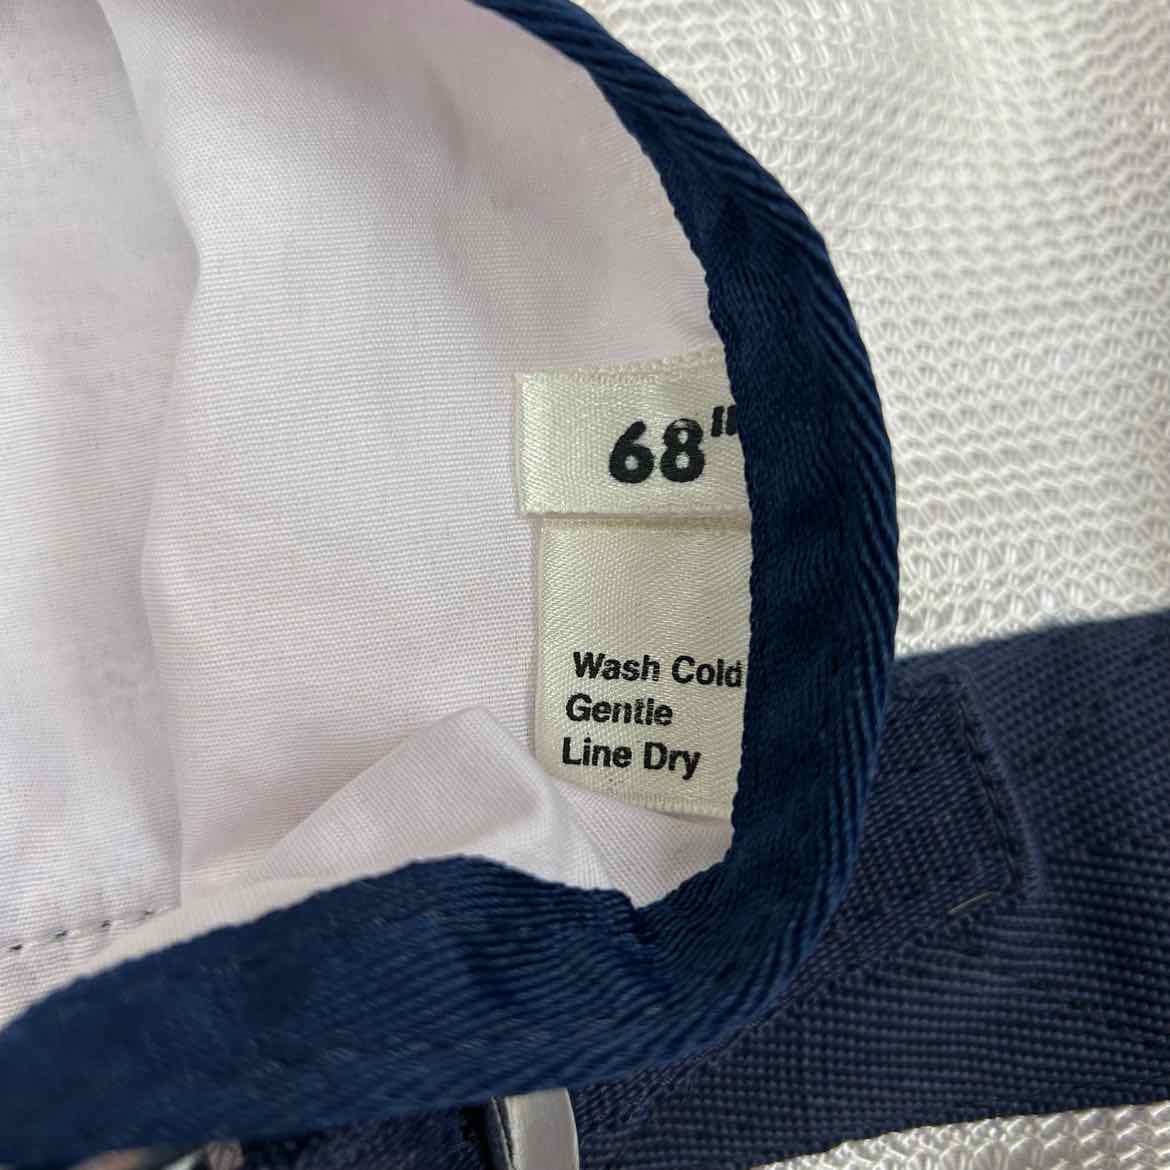 68"
Wash Cold
Gentle
Line Dry